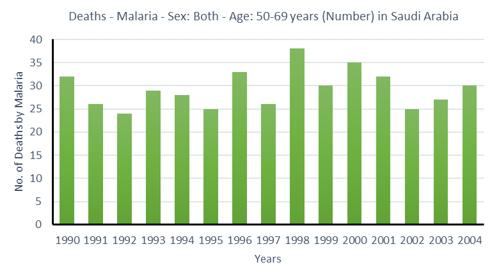 Deaths - Malaria - Sex: Both - Age: 50-69 years (Number) in Saudi Arabia
No. of Deaths by Malaria
40
35
30
25
20
15
10
5
0
1990 1991 1992 1993 1994 1995 1996 1997 1998 1999 2000 2001 2002 2003 2004
Years